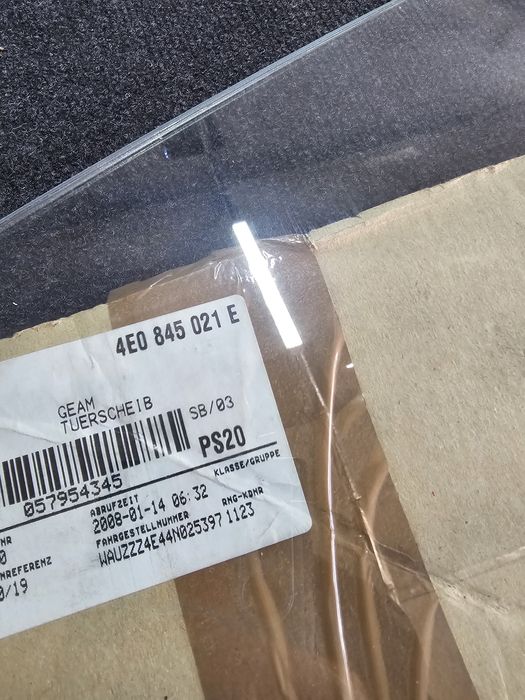 4E0 845 021 E
GEAM
TUERSCHEIB
SB/03
PS20
057954345
KLASSE/GRUPPE
ABRUFZEIT
2008-01-14 06:32
RNG-KDNR
FAHRGESTELLNUMMER
WAUZZZ4E44N025397 1123